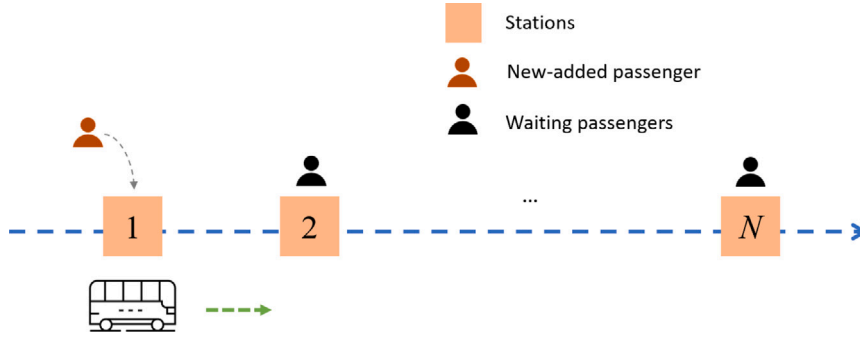 Stations
New-added passenger
Waiting passengers
...
1
2
N